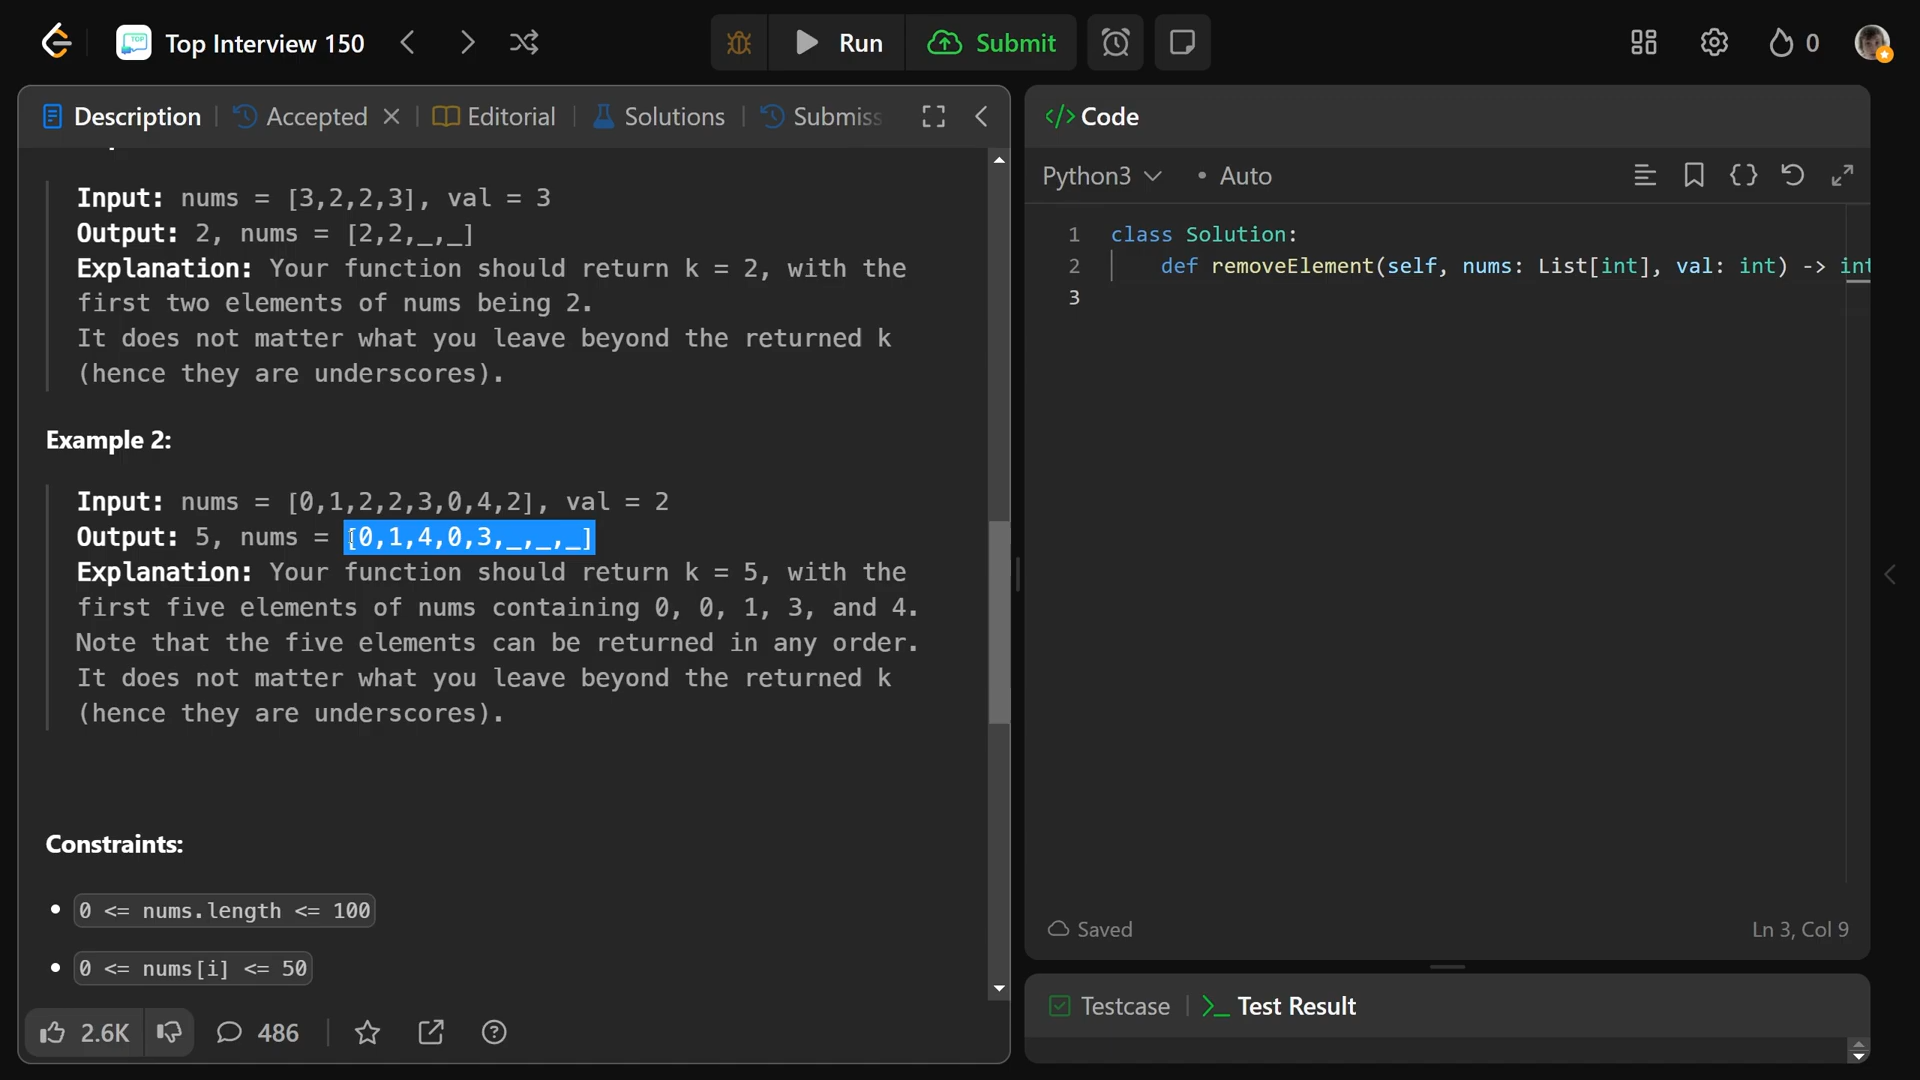 Top Interview 150
Run
Submit
0
Description
Accepted
Editorial
Solutions
Submiss
Input: nums = [3,2,2,3], val = 3
Output: 2, nums = [2,2,_,_]
Explanation: Your function should return k = 2, with the
first two elements of nums being 2.
It does not matter what you leave beyond the returned k
(hence they are underscores).
Example 2:
Input: nums = [0,1,2,2,3,0,4,2], val = 2
Output: 5, nums = [0,1,4,0,3,_,_,_]
Explanation: Your function should return k = 5, with the
first five elements of nums containing 0, 0, 1, 3, and 4.
Note that the five elements can be returned in any order.
It does not matter what you leave beyond the returned k
(hence they are underscores).
Constraints:
• 0 <= nums.length <= 100
• 0 <= nums[i] <= 50
2.6K
486
</> Code
Python3
• Auto
1 class Solution:
2 def removeElement(self, nums: List[int], val: int) -> int
3
Saved
Ln 3, Col 9
Testcase
>_ Test Result